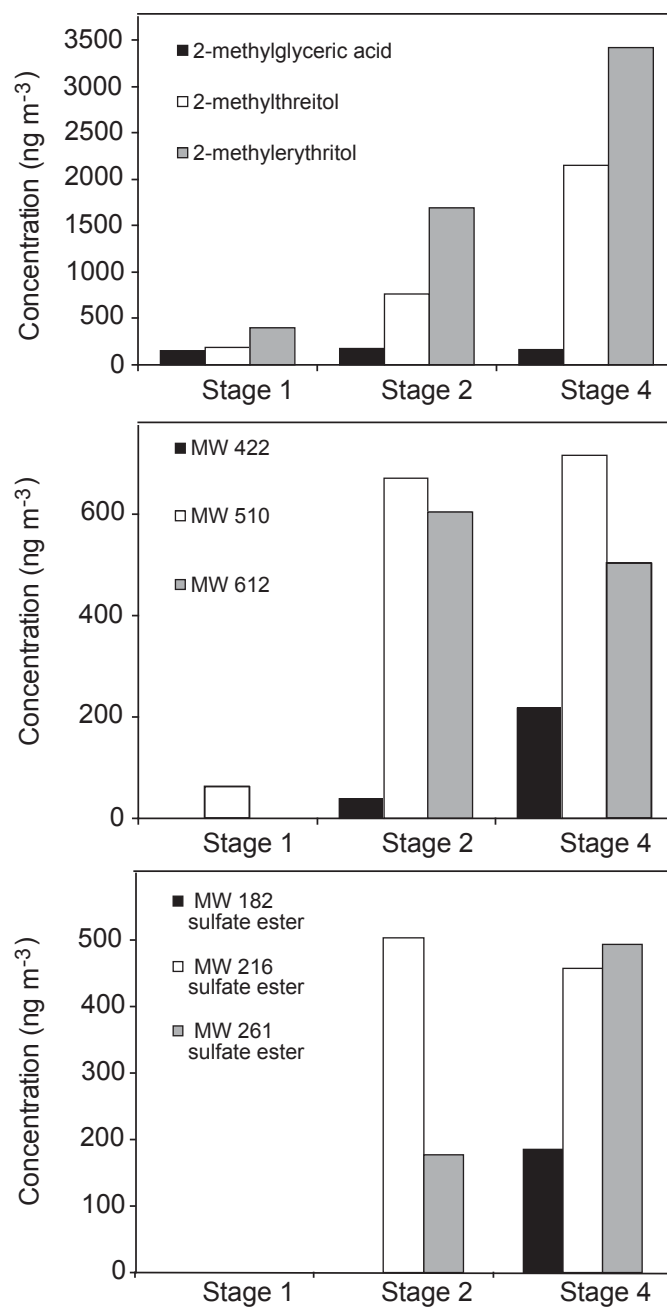 Concentration (ng m-3)
3500
3000
2500
2000
1500
1000
500
0
2-methylglyceric acid
2-methylthreitol
2-methylerythritol
Stage 1 Stage 2 Stage 4
Concentration (ng m-3)
600
400
200
0
MW 422
MW 510
MW 612
Stage 1 Stage 2 Stage 4
Concentration (ng m-3)
500
400
300
200
100
0
MW 182
sulfate ester
MW 216
sulfate ester
MW 261
sulfate ester
Stage 1 Stage 2 Stage 4